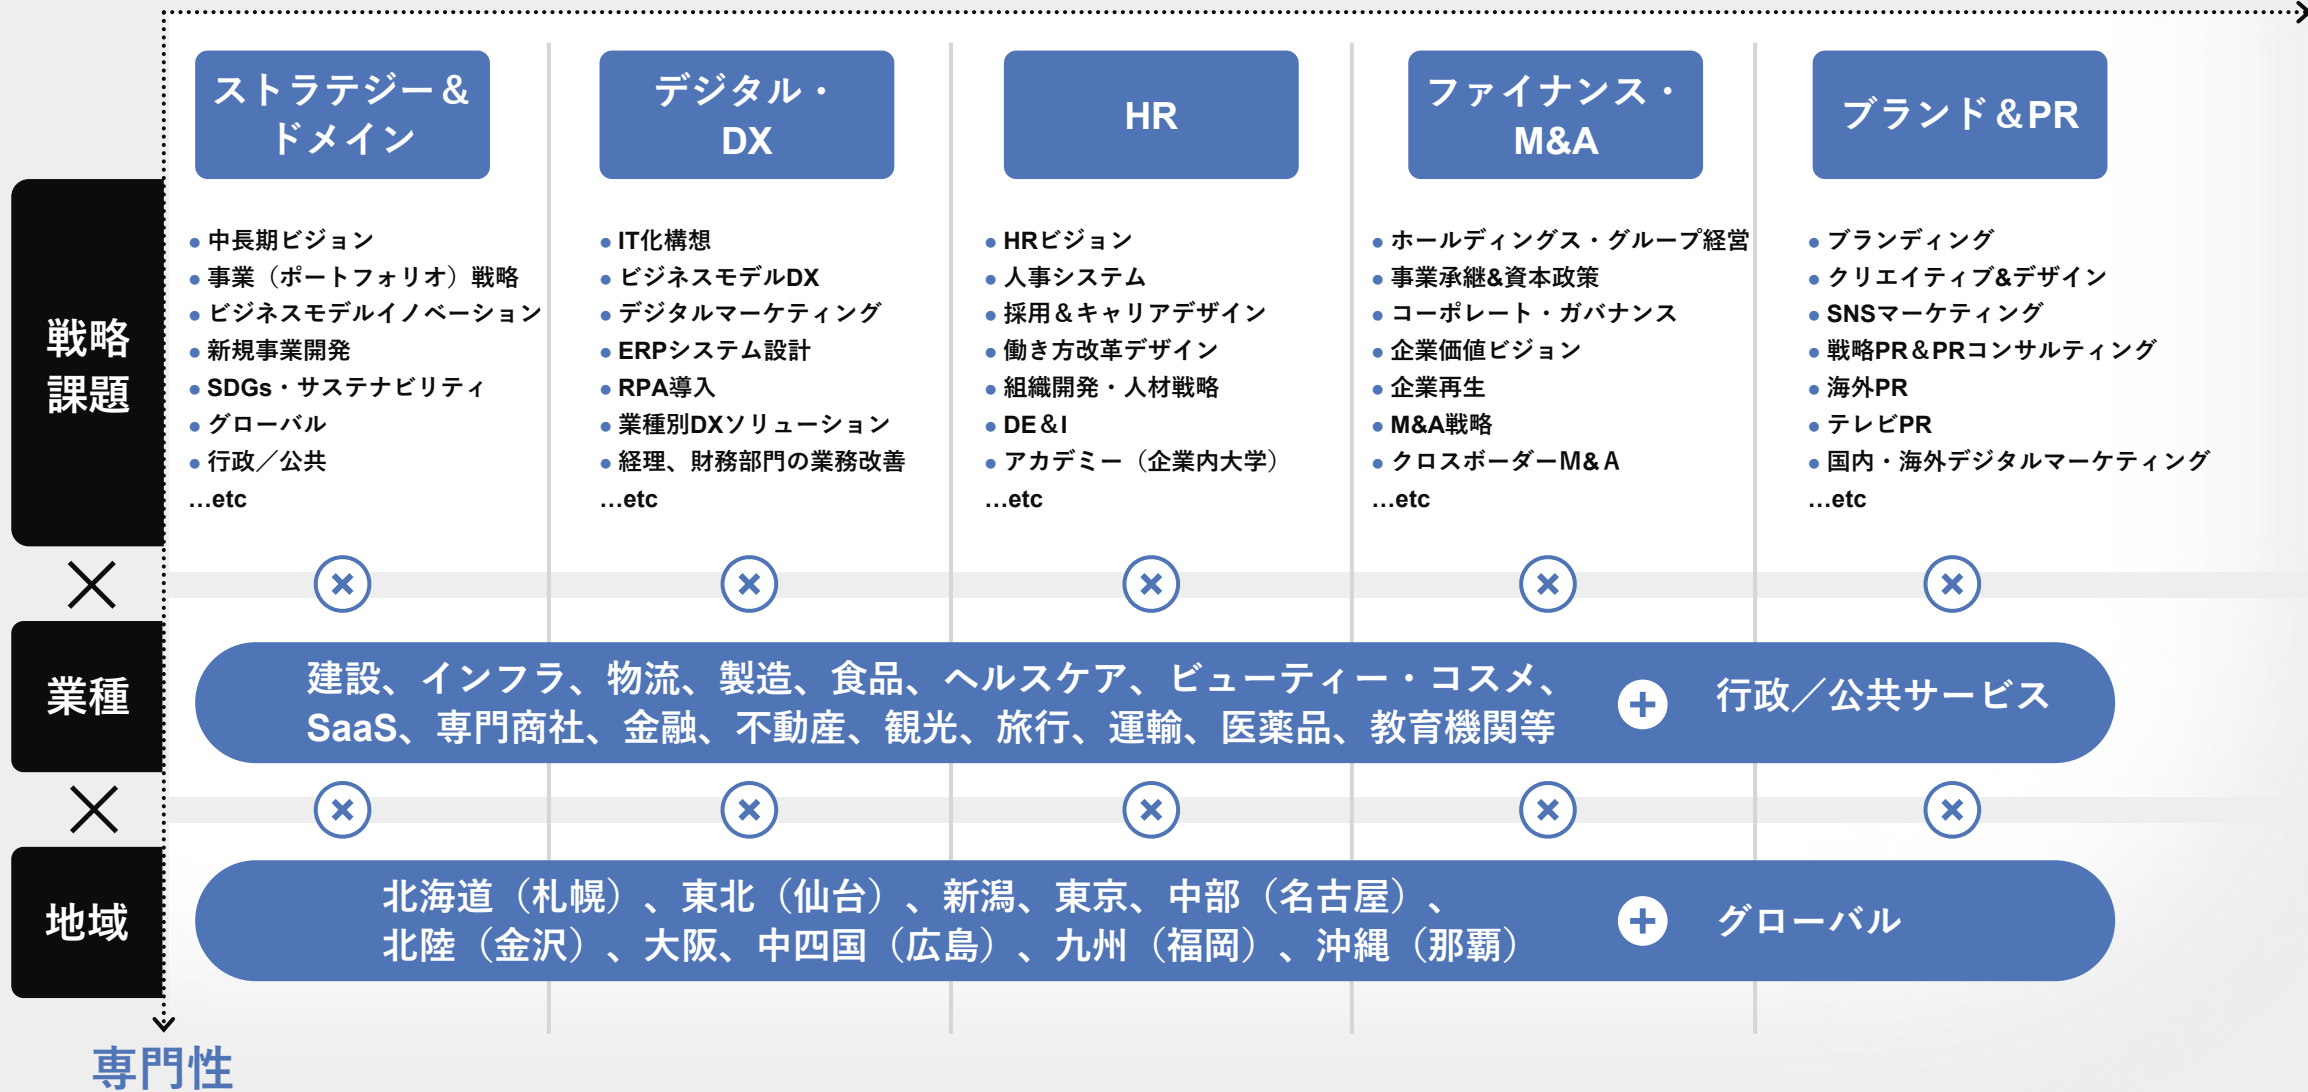 ストラテジー＆
ドメイン
デジタル・
DX
HR
ファイナンス・
M&A
ブランド＆PR
戦略
課題
中長期ビジョン
事業（ポートフォリオ）戦略
ビジネスモデルイノベーション
新規事業開発
SDGs・サステナビリティ
グローバル
行政／公共
…etc
IT化構想
ビジネスモデルDX
デジタルマーケティング
ERPシステム設計
RPA導入
業種別DXソリューション
経理、財務部門の業務改善
…etc
HRビジョン
人事システム
採用＆キャリアデザイン
働き方改革デザイン
組織開発・人材戦略
DE＆I
アカデミー（企業内大学）
…etc
ホールディングス・グループ経営
事業承継&資本政策
コーポレート・ガバナンス
企業価値ビジョン
企業再生
M&A戦略
クロスボーダーM&A
…etc
ブランディング
クリエイティブ&デザイン
SNSマーケティング
戦略PR＆PRコンサルティング
海外PR
テレビPR
国内・海外デジタルマーケティング
…etc
業種
建設、インフラ、物流、製造、食品、ヘルスケア、ビューティー・コスメ、
SaaS、専門商社、金融、不動産、観光、旅行、運輸、医薬品、教育機関等
行政／公共サービス
地域
北海道（札幌）、東北（仙台）、新潟、東京、中部（名古屋）、
北陸（金沢）、大阪、中四国（広島）、九州（福岡）、沖縄（那覇）
グローバル
専門性